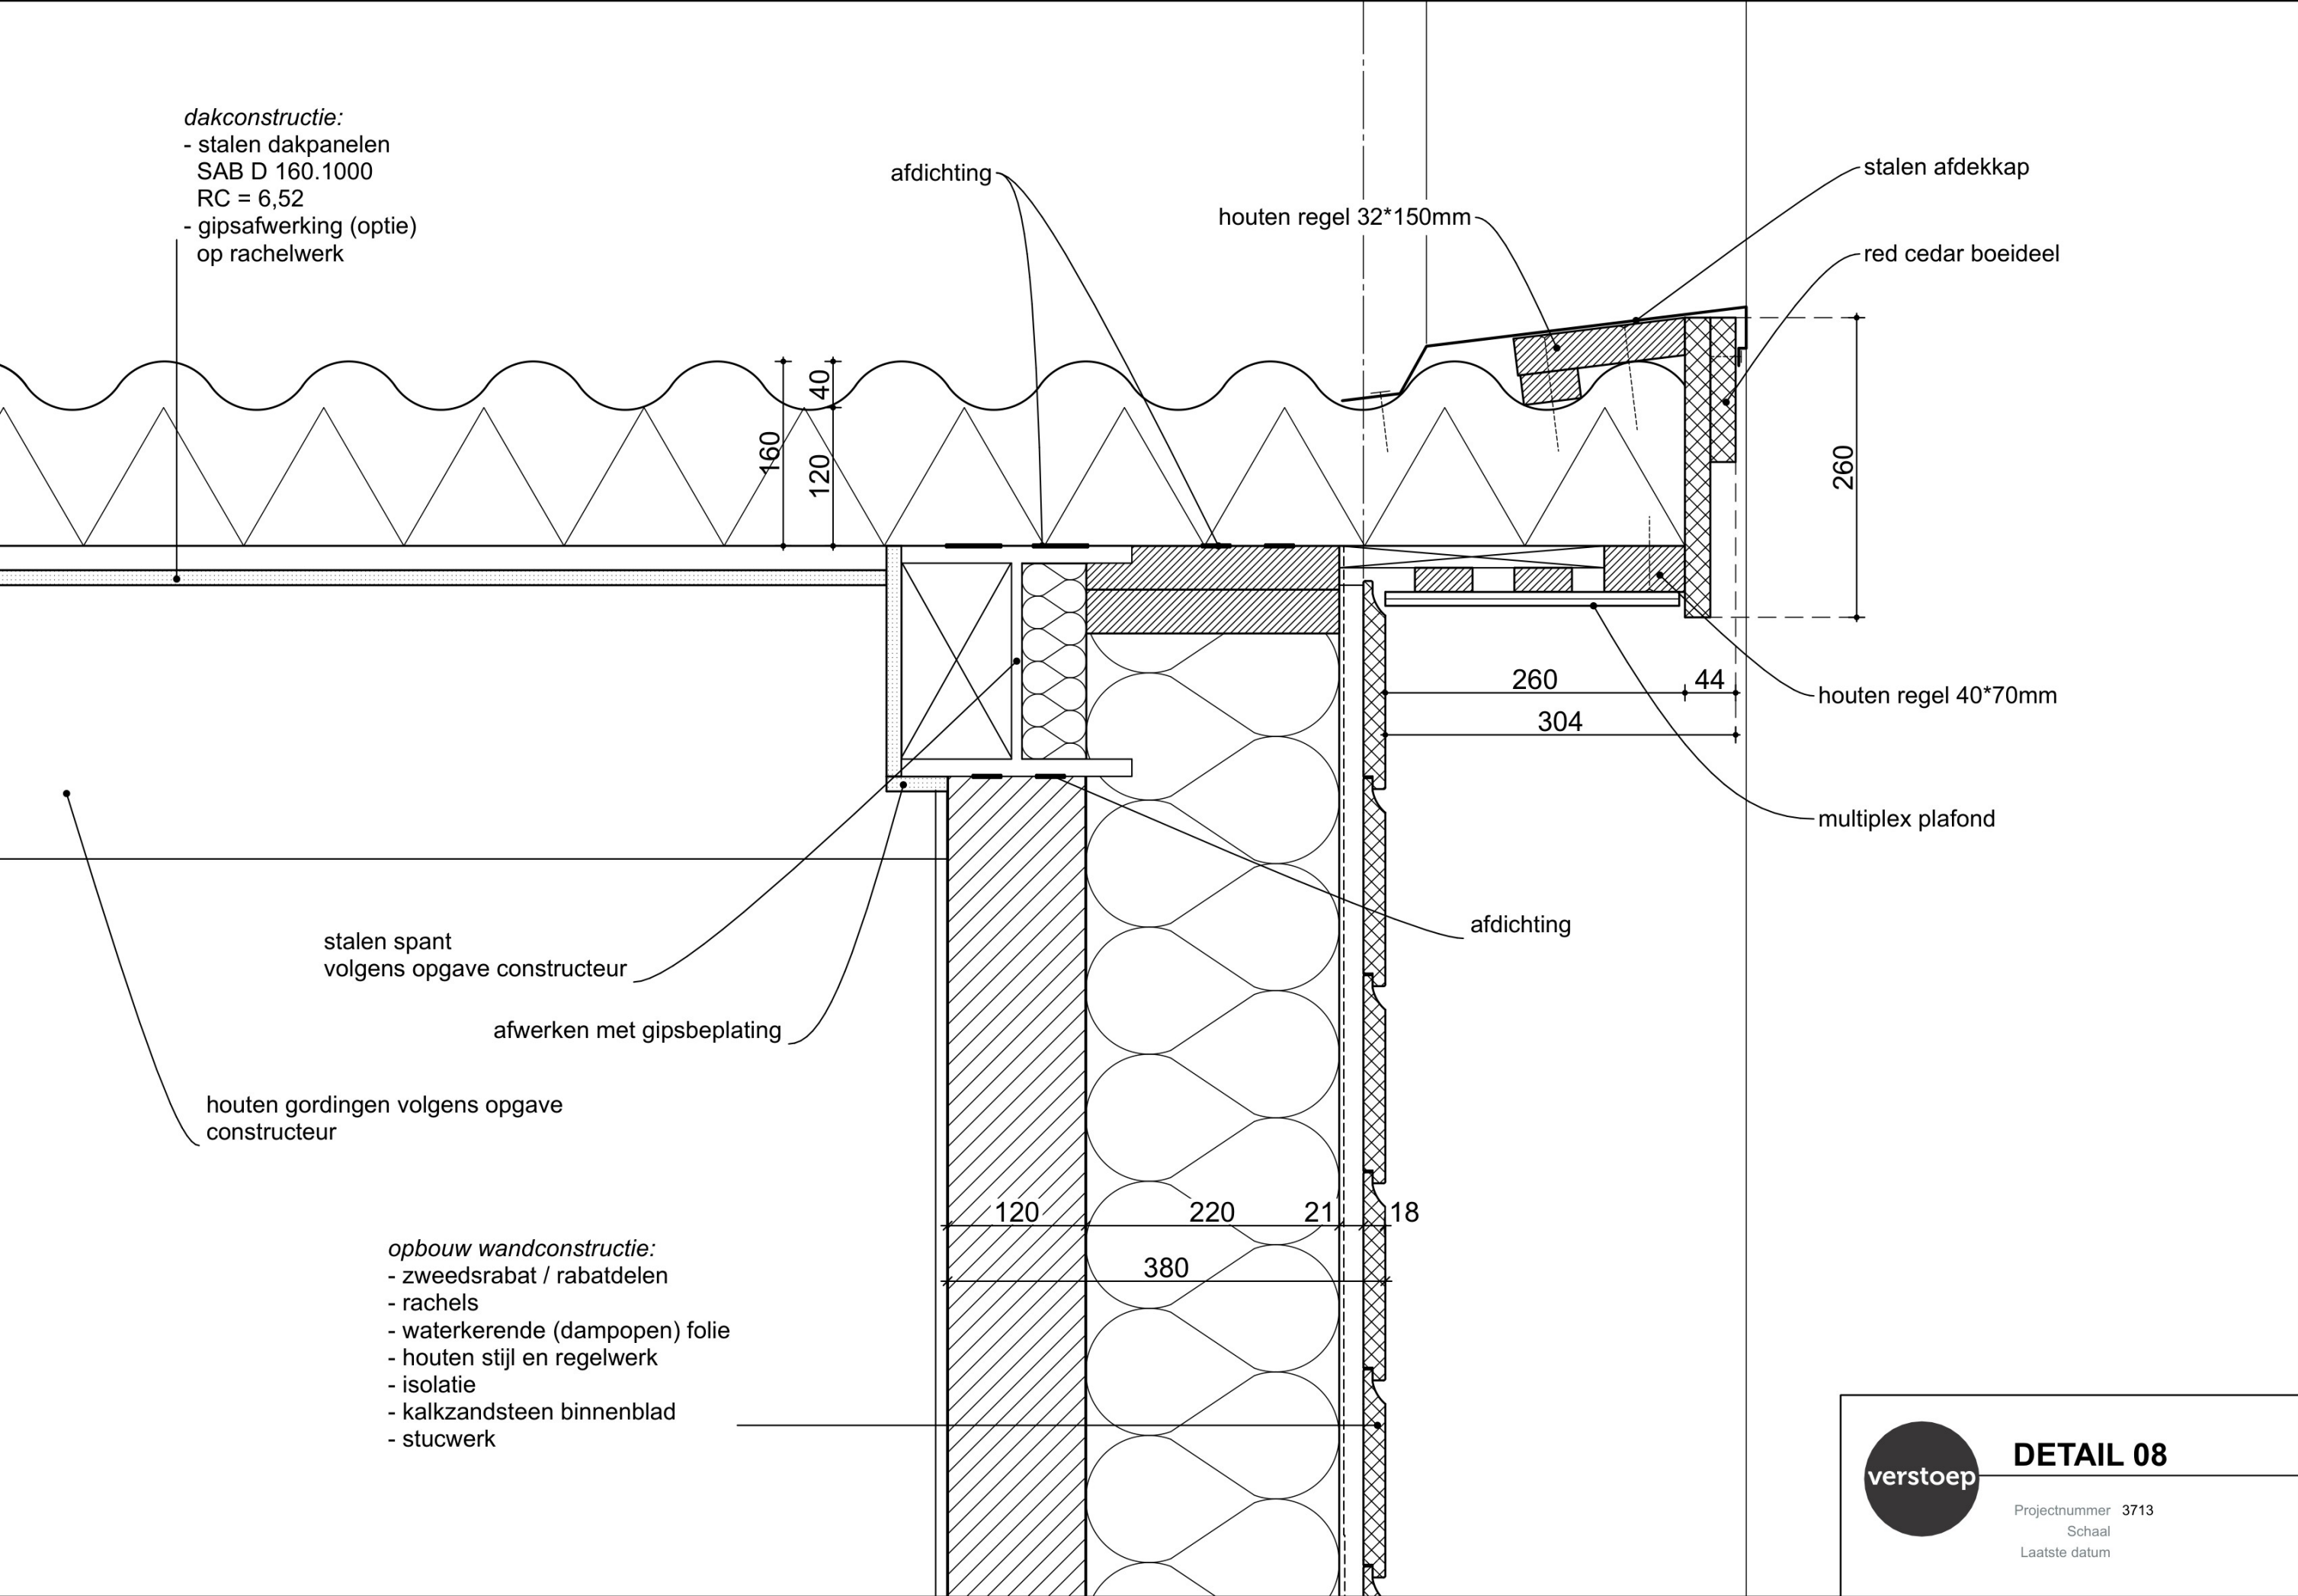 dakconstructie:
- stalen dakpanelen
SAB D 160.1000
RC = 6,52
- gipsafwerking (optie)
op rachelwerk
afdichting
houten regel 32*150mm
stalen afdekkap
red cedar boeideel
160
40
120
260
260
44
304
houten regel 40*70mm
multiplex plafond
afdichting
stalen spant
volgens opgave constructeur
afwerken met gipsbeplating
houten gordingen volgens opgave
constructeur
120
220
21
18
380
opbouw wandconstructie:
- zweedsrabat / rabatdelen
- rachels
- waterkerende (dampopen) folie
- houten stijl en regelwerk
- isolatie
- kalkzandsteen binnenblad
- stucwerk
verstoep
DETAIL 08
Projectnummer 3713
Schaal
Laatste datum